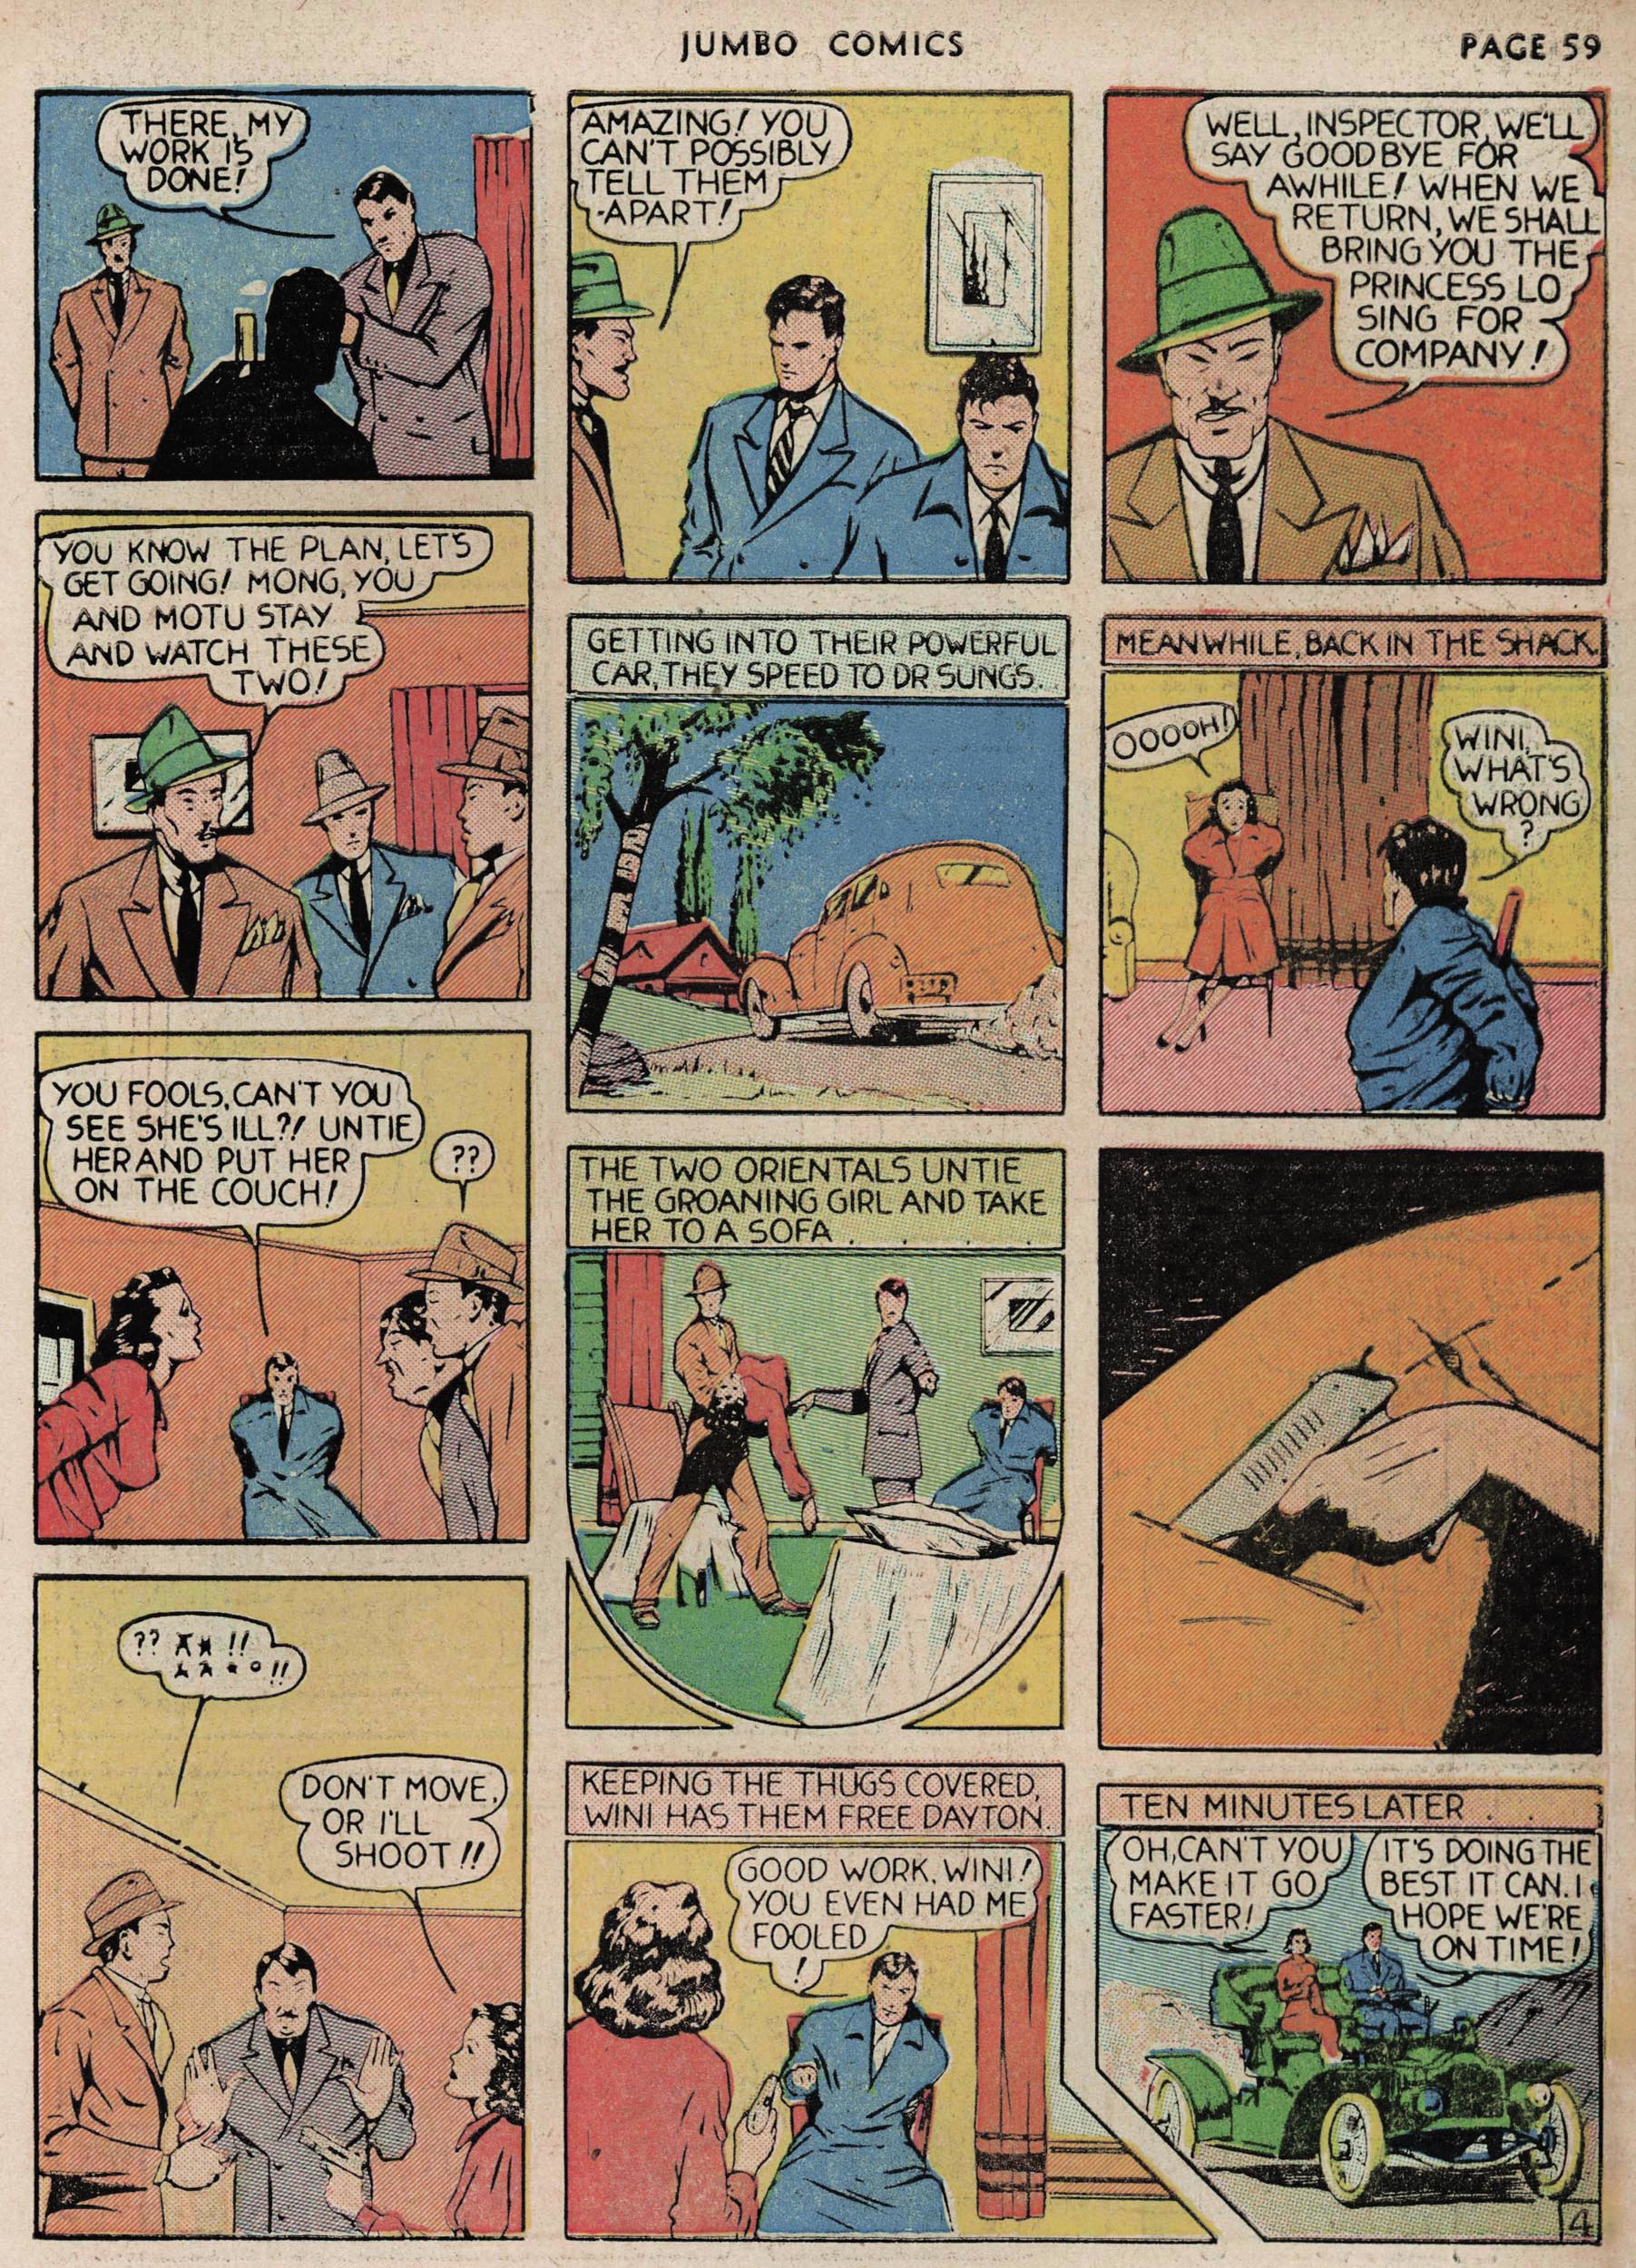 JUMBO COMICS
PAGE 59
THERE, MY
WORK IS
DONE!
AMAZING! YOU
CAN'T POSSIBLY
TELL THEM
-APART!
WELL, INSPECTOR, WE'LL
SAY GOODBYE FOR
AWHILE! WHEN WE
RETURN, WE SHALL
BRING YOU THE
PRINCESS LO
SING FOR
COMPANY!
YOU KNOW THE PLAN, LET'S
GET GOING! MONG, YOU
AND MOTU STAY
AND WATCH THESE
TWO!
GETTING INTO THEIR POWERFUL
CAR, THEY SPEED TO DR SUNGS.
MEANWHILE, BACK IN THE SHACK.
OOOOH!
WINI,
WHAT'S
WRONG
?
YOU FOOLS, CAN'T YOU
SEE SHE'S ILL?! UNTIE
HER AND PUT HER
ON THE COUCH!
??
THE TWO ORIENTALS UNTIE
THE GROANING GIRL AND TAKE
HER TO A SOFA . . . .
?? !!
!!
DON'T MOVE,
OR I'LL
SHOOT!!
KEEPING THE THUGS COVERED,
WINI HAS THEM FREE DAYTON.
GOOD WORK, WINI!
YOU EVEN HAD ME
FOOLED
!
TEN MINUTES LATER . . .
OH, CAN'T YOU
MAKE IT GO
FASTER!
IT'S DOING THE
BEST IT CAN. I
HOPE WE'RE
ON TIME!
4